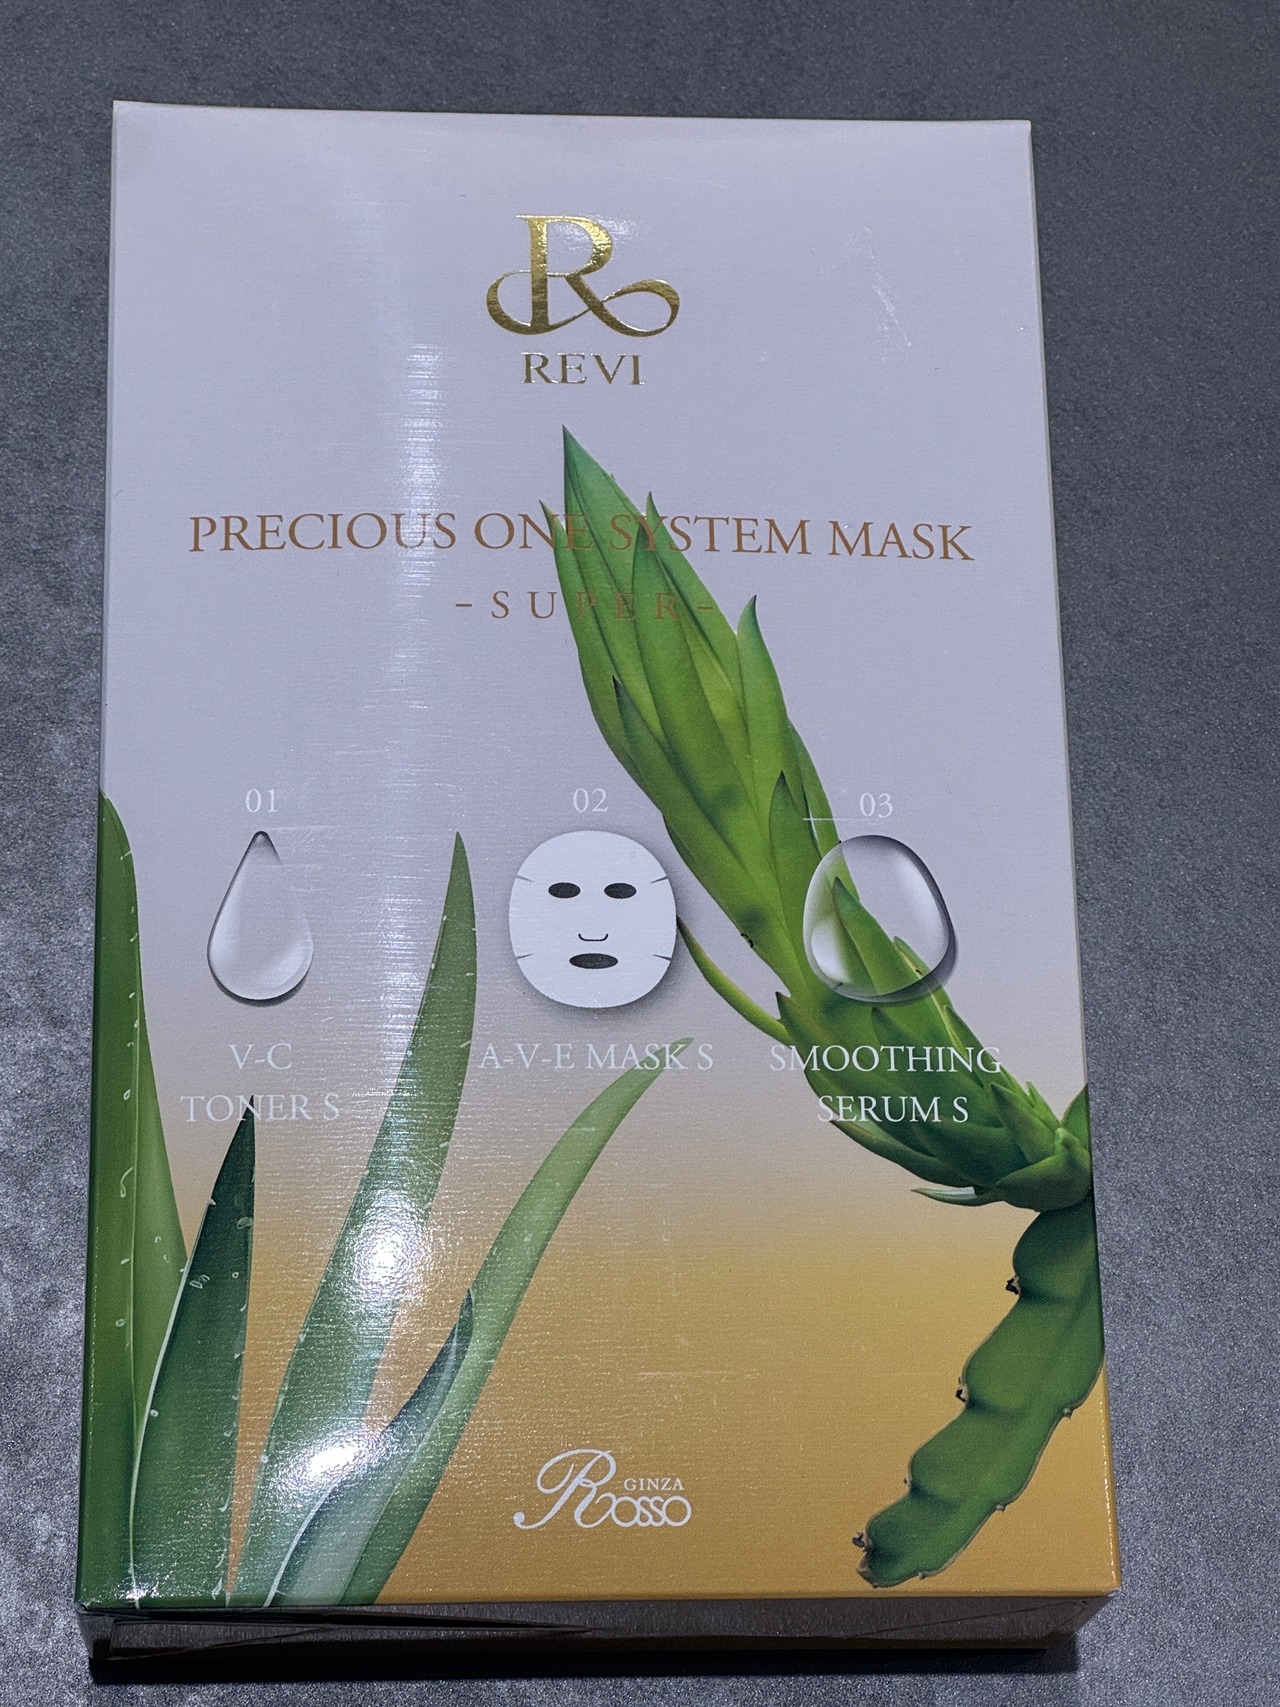 R
REVI
PRECIOUS ONE SYSTEM MASK
-SUPER-
01
02
03
V-C
TONER S
A-V-E MASK S
SMOOTHING
SERUM S
GINZA
Rosso